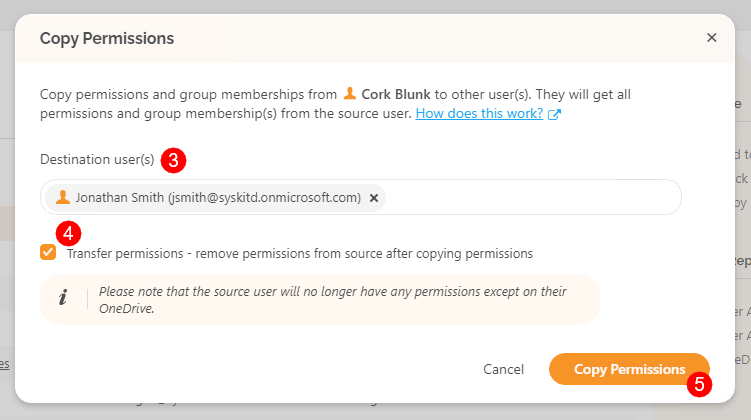 Copy Permissions
Copy permissions and group memberships from Cork Blunk to other user(s). They will get all
permissions and group membership(s) from the source user. How does this work?
Destination user(s) 3
Jonathan Smith (jsmith@syskitd.onmicrosoft.com)
4
Transfer permissions - remove permissions from source after copying permissions
i Please note that the source user will no longer have any permissions except on their
OneDrive.
Cancel Copy Permissions
5